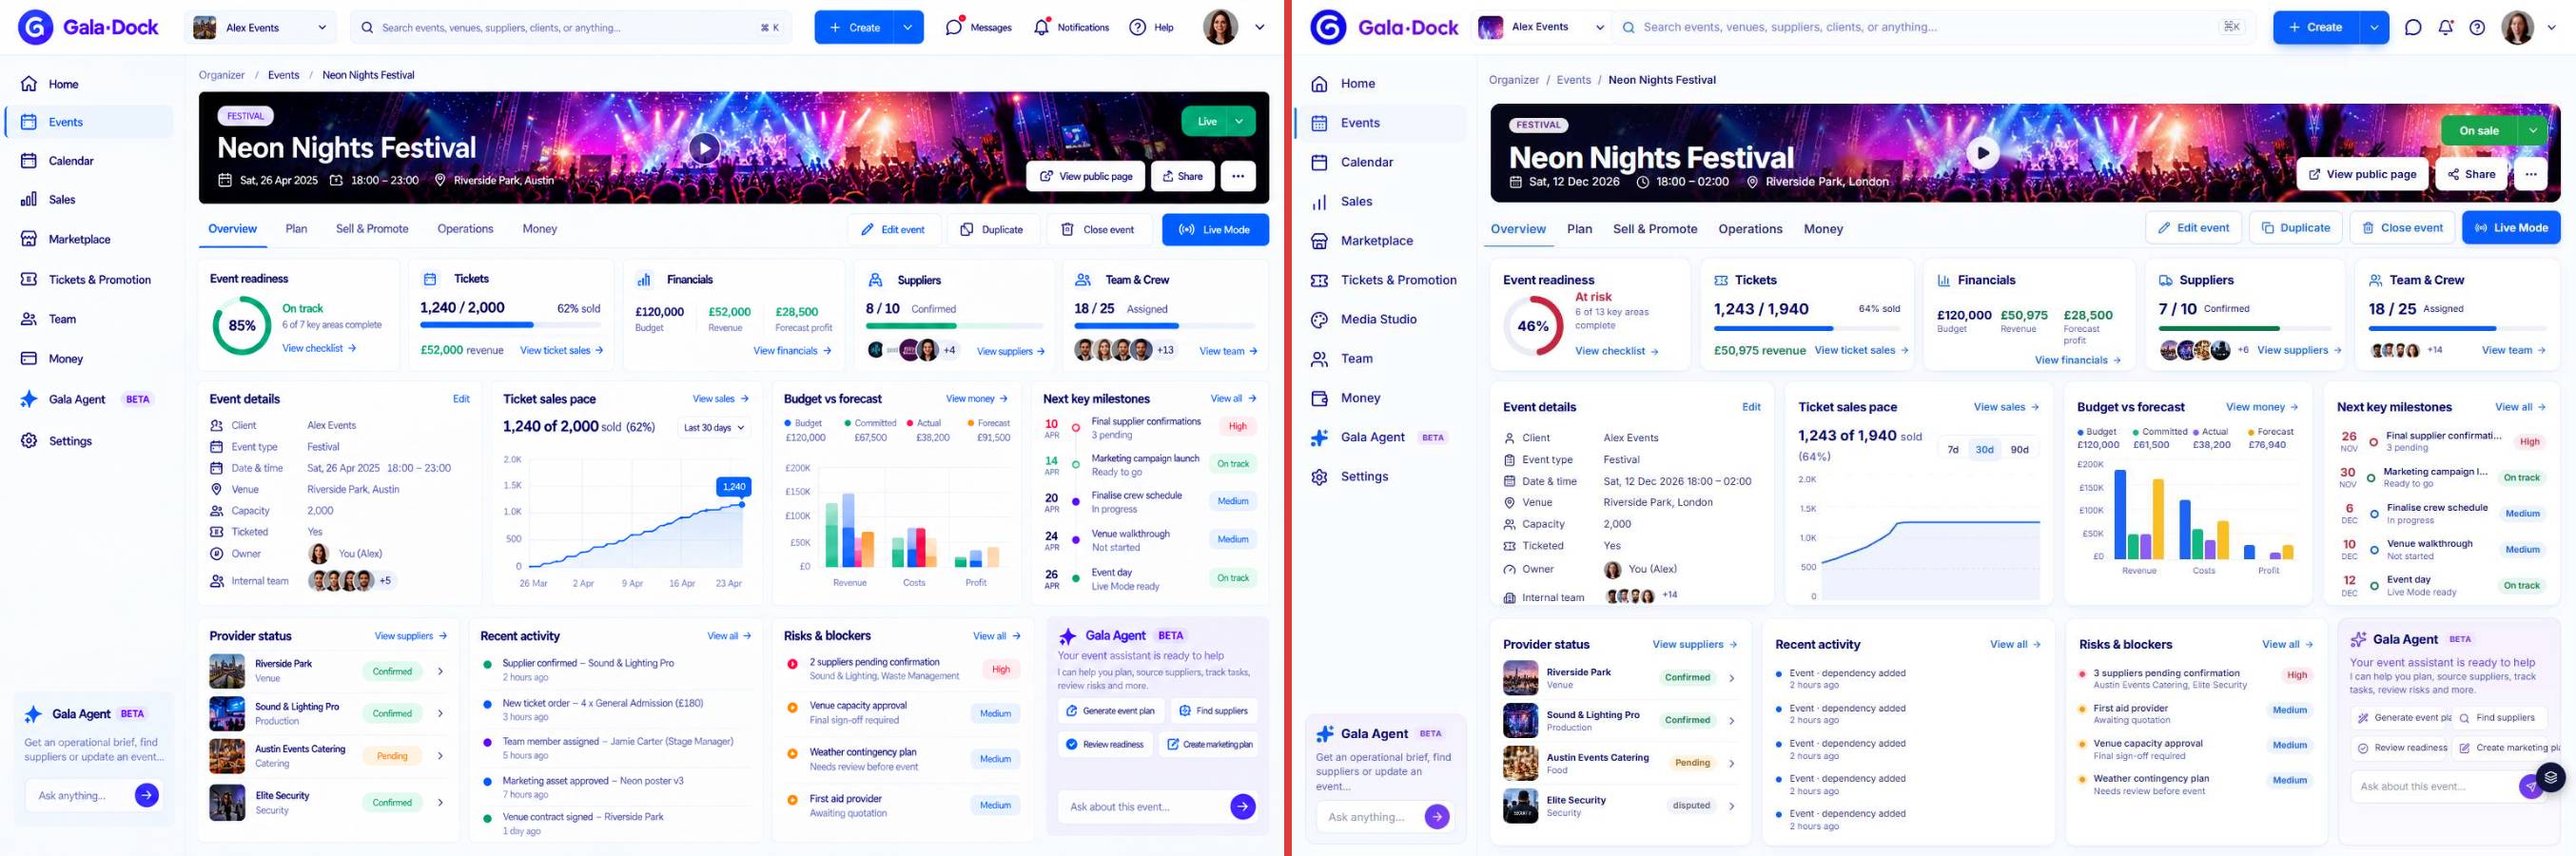 Gala·Dock
Alex Events
Search events, venues, suppliers, clients, or anything...
⌘ K
+ Create
Messages
Notifications
Help
Home
Events
Calendar
Sales
Marketplace
Tickets & Promotion
Team
Money
Gala Agent BETA
Settings
Gala Agent BETA
Get an operational brief, find
suppliers or update an event...
Ask anything...
Organizer / Events / Neon Nights Festival
FESTIVAL
Neon Nights Festival
Sat, 26 Apr 2025 18:00 – 23:00 Riverside Park, Austin
Live
View public page
Share
Overview Plan Sell & Promote Operations Money
Edit event
Duplicate
Close event
Live Mode
Event readiness
85%
On track
6 of 7 key areas complete
View checklist →
Tickets
1,240 / 2,000 62% sold
£52,000 revenue View ticket sales →
Financials
£120,000 £52,000 £28,500
Budget Revenue Forecast profit
View financials →
Suppliers
8 / 10 Confirmed
+4 View suppliers →
Team & Crew
18 / 25 Assigned
+13 View team →
Event details Edit
Client Alex Events
Event type Festival
Date & time Sat, 26 Apr 2025 18:00 – 23:00
Venue Riverside Park, Austin
Capacity 2,000
Ticketed Yes
Owner You (Alex)
Internal team +5
Ticket sales pace View sales →
1,240 of 2,000 sold (62%) Last 30 days
2.0K
1.5K
1.0K
500
0
1,240
26 Mar 2 Apr 9 Apr 16 Apr 23 Apr
Budget vs forecast View money →
Budget Committed Actual Forecast
£120,000 £67,500 £38,200 £91,500
£200K
£150K
£100K
£50K
£0
Revenue Costs Profit
Next key milestones View all →
10 APR Final supplier confirmations High
3 pending
14 APR Marketing campaign launch On track
Ready to go
20 APR Finalise crew schedule Medium
In progress
24 APR Venue walkthrough Medium
Not started
26 APR Event day On track
Live Mode ready
Provider status View suppliers →
Riverside Park Confirmed
Venue
Sound & Lighting Pro Confirmed
Production
Austin Events Catering Pending
Catering
Elite Security Confirmed
Security
Recent activity View all →
Supplier confirmed – Sound & Lighting Pro
2 hours ago
New ticket order – 4 x General Admission (£180)
3 hours ago
Team member assigned – Jamie Carter (Stage Manager)
5 hours ago
Marketing asset approved – Neon poster v3
7 hours ago
Venue contract signed – Riverside Park
1 day ago
Risks & blockers View all →
2 suppliers pending confirmation High
Sound & Lighting, Waste Management
Venue capacity approval Medium
Final sign-off required
Weather contingency plan Medium
Needs review before event
First aid provider Medium
Awaiting quotation
Gala Agent BETA
Your event assistant is ready to help
I can help you plan, source suppliers, track tasks,
review risks and more.
Generate event plan
Find suppliers
Review readiness
Create marketing plan
Ask about this event...
Gala·Dock
Alex Events
Search events, venues, suppliers, clients, or anything...
⌘K
+ Create
Home
Events
Calendar
Sales
Marketplace
Tickets & Promotion
Media Studio
Team
Money
Gala Agent BETA
Settings
Gala Agent BETA
Get an operational brief, find
suppliers or update an
event...
Ask anything...
Organizer / Events / Neon Nights Festival
FESTIVAL
Neon Nights Festival
Sat, 12 Dec 2026 18:00 – 02:00 Riverside Park, London
On sale
View public page
Share
Overview Plan Sell & Promote Operations Money
Edit event
Duplicate
Close event
Live Mode
Event readiness
46%
At risk
6 of 13 key areas
complete
View checklist →
Tickets
1,243 / 1,940 64% sold
£50,975 revenue View ticket sales →
Financials
£120,000 £50,975 £28,500
Budget Revenue Forecast
profit
View financials →
Suppliers
7 / 10 Confirmed
+6 View suppliers →
Team & Crew
18 / 25 Assigned
+14 View team →
Event details Edit
Client Alex Events
Event type Festival
Date & time Sat, 12 Dec 2026 18:00 – 02:00
Venue Riverside Park, London
Capacity 2,000
Ticketed Yes
Owner You (Alex)
Internal team +14
Ticket sales pace View sales →
1,243 of 1,940 sold
(64%)
7d 30d 90d
2.0K
1.5K
1.0K
500
0
Budget vs forecast View money →
Budget Committed Actual Forecast
£120,000 £61,500 £38,200 £76,940
£200K
£150K
£100K
£50K
£0
Revenue Costs Profit
Next key milestones View all →
26 NOV Final supplier confirmati... High
3 pending
30 NOV Marketing campaign l... On track
Ready to go
6 DEC Finalise crew schedule Medium
In progress
10 DEC Venue walkthrough Medium
Not started
12 DEC Event day On track
Live Mode ready
Provider status View suppliers →
Riverside Park Confirmed
Venue
Sound & Lighting Pro Confirmed
Production
Austin Events Catering Pending
Food
Elite Security disputed
Security
Recent activity View all →
Event · dependency added
2 hours ago
Event · dependency added
2 hours ago
Event · dependency added
2 hours ago
Event · dependency added
2 hours ago
Event · dependency added
2 hours ago
Risks & blockers View all →
3 suppliers pending confirmation High
Austin Events Catering, Elite Security
First aid provider Medium
Awaiting quotation
Venue capacity approval Medium
Final sign-off required
Weather contingency plan Medium
Needs review before event
Gala Agent BETA
Your event assistant is ready to help
I can help you plan, source suppliers, track
tasks, review risks and more.
Generate event pla
Find suppliers
Review readiness
Create marketing pla
Ask about this event...